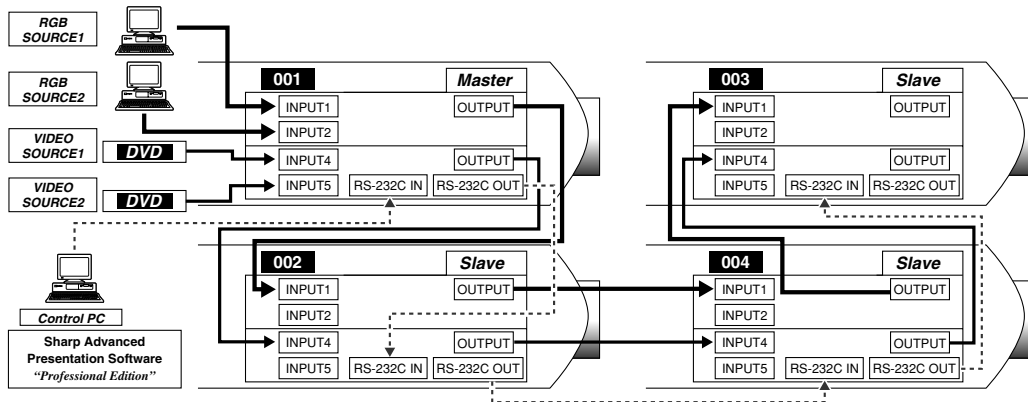 RGB
SOURCE1
RGB
SOURCE2
VIDEO
SOURCE1
DVD
VIDEO
SOURCE2
DVD
Control PC
Sharp Advanced
Presentation Software
“Professional Edition”
001
Master
INPUT1
OUTPUT
INPUT2
INPUT4
OUTPUT
INPUT5
RS-232C IN
RS-232C OUT
003
Slave
INPUT1
OUTPUT
INPUT2
INPUT4
OUTPUT
INPUT5
RS-232C IN
RS-232C OUT
002
Slave
INPUT1
OUTPUT
INPUT2
INPUT4
OUTPUT
INPUT5
RS-232C IN
RS-232C OUT
004
Slave
INPUT1
OUTPUT
INPUT2
INPUT4
OUTPUT
INPUT5
RS-232C IN
RS-232C OUT